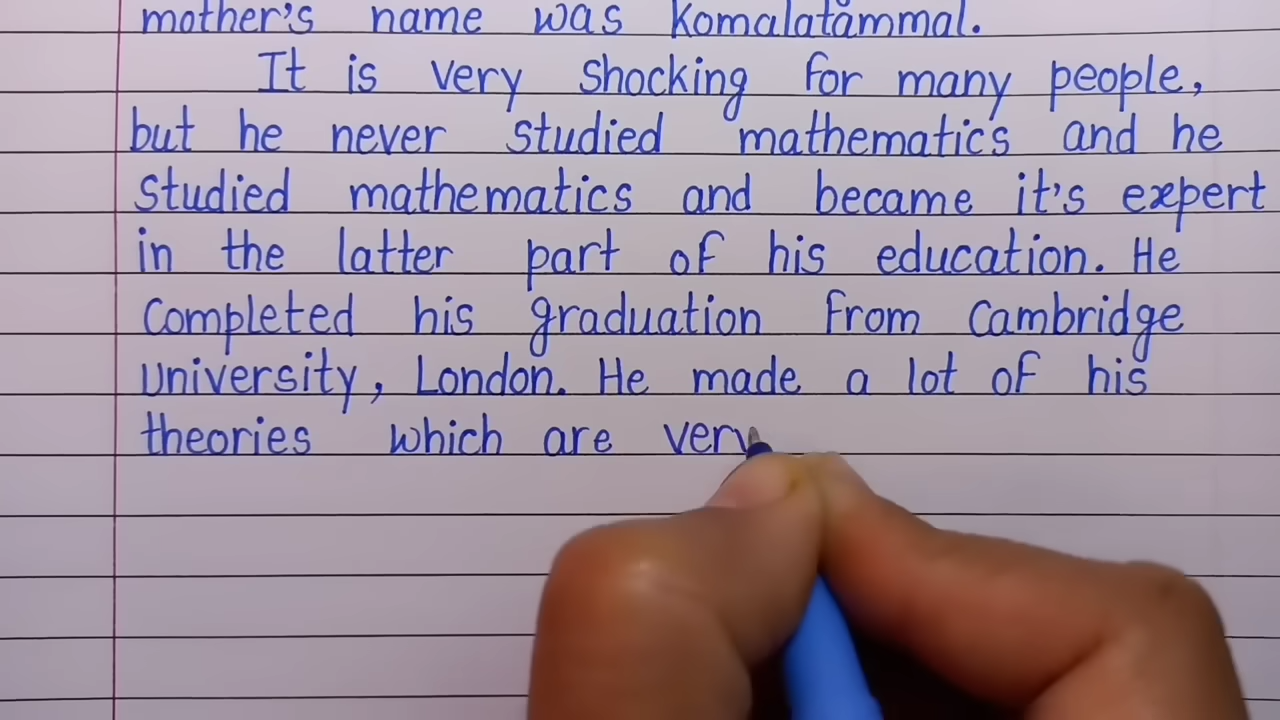 mother's name was Komalatammal.
It is very shocking for many people,
but he never studied mathematics and he
studied mathematics and became it's expert
in the latter part of his education. He
completed his graduation from Cambridge
University, London. He made a lot of his
theories which are very